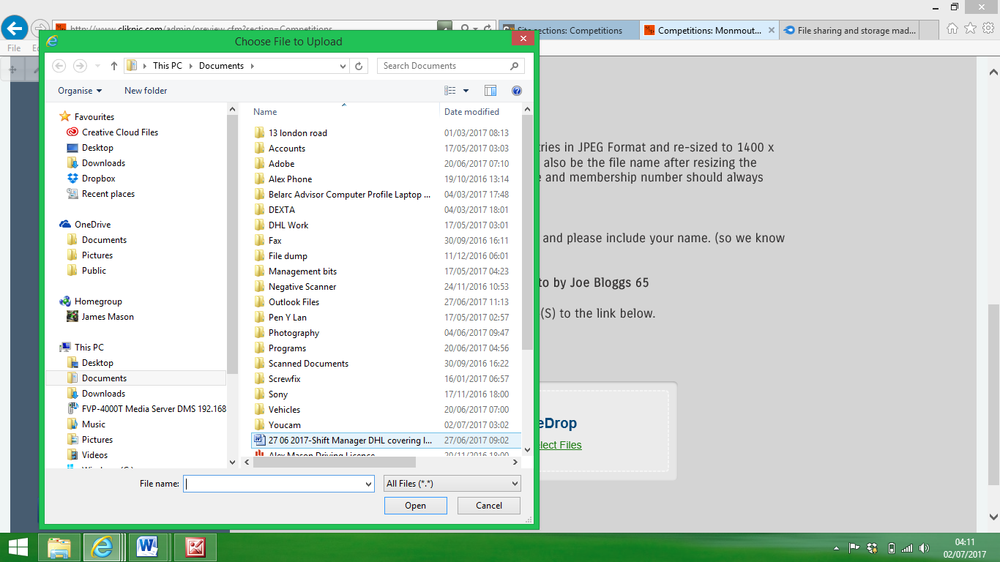 http://www.clikpic.com/admin/preview.cfm?section=Competitions
Site sections: Competitions
Competitions: Monmout...
File sharing and storage mad...
File
Choose File to Upload
This PC
Documents
Search Documents
Organise
New folder
Name
Date modified
Favourites
Creative Cloud Files
Desktop
Downloads
Dropbox
Recent places
OneDrive
Documents
Pictures
Public
Homegroup
James Mason
This PC
Desktop
Documents
Downloads
FVP-4000T Media Server DMS 192.168
Music
Pictures
Videos
13 london road 01/03/2017 08:13
Accounts 17/05/2017 03:03
Adobe 20/06/2017 07:10
Alex Phone 19/10/2016 13:14
Belarc Advisor Computer Profile Laptop ... 04/03/2017 17:48
DEXTA 04/03/2017 18:01
DHL Work 17/05/2017 03:01
Fax 30/09/2016 16:11
File dump 11/12/2016 06:01
Management bits 17/05/2017 04:23
Negative Scanner 24/11/2016 10:53
Outlook Files 27/06/2017 11:13
Pen Y Lan 17/05/2017 02:57
Photography 04/06/2017 09:47
Programs 20/06/2017 04:56
Scanned Documents 30/09/2016 16:22
Screwfix 16/01/2017 06:57
Sony 17/11/2016 18:00
Vehicles 20/06/2017 07:00
Youcam 02/07/2017 03:02
27 06 2017-Shift Manager DHL covering l... 27/06/2017 09:02
Alex Mason Driving Licence 20/11/2016 18:00
File name:
All Files (*.*)
Open
Cancel
tries in JPEG Format and re-sized to 1400 x
also be the file name after resizing the
and membership number should always
and please include your name. (so we know
to by Joe Bloggs 65
(S) to the link below.
eDrop
lect Files
04:11
02/07/2017